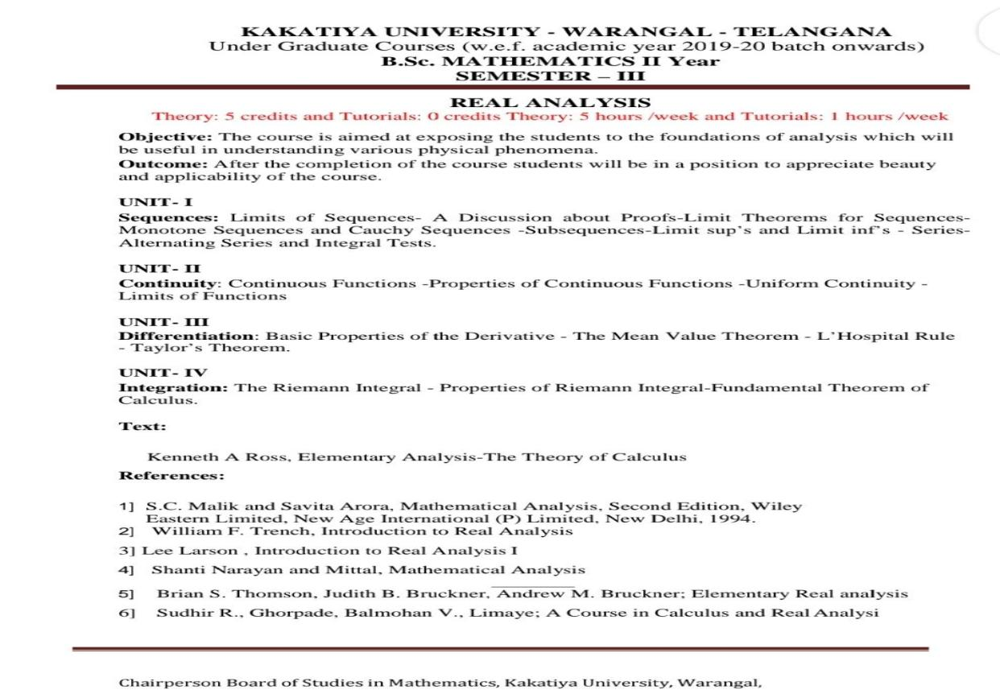 KAKATIYA UNIVERSITY - WARANGAL - TELANGANA
Under Graduate Courses (w.e.f. academic year 2019-20 batch onwards)
B.Sc. MATHEMATICS II Year
SEMESTER – III
REAL ANALYSIS
Theory: 5 credits and Tutorials: 0 credits Theory: 5 hours /week and Tutorials: 1 hours /week
Objective: The course is aimed at exposing the students to the foundations of analysis which will
be useful in understanding various physical phenomena.
Outcome: After the completion of the course students will be in a position to appreciate beauty
and applicability of the course.
UNIT- I
Sequences: Limits of Sequences- A Discussion about Proofs-Limit Theorems for Sequences-
Monotone Sequences and Cauchy Sequences -Subsequences-Limit sup’s and Limit inf’s - Series-
Alternating Series and Integral Tests.
UNIT- II
Continuity: Continuous Functions -Properties of Continuous Functions -Uniform Continuity -
Limits of Functions
UNIT- III
Differentiation: Basic Properties of the Derivative - The Mean Value Theorem - L’Hospital Rule
- Taylor’s Theorem.
UNIT- IV
Integration: The Riemann Integral - Properties of Riemann Integral-Fundamental Theorem of
Calculus.
Text:
Kenneth A Ross, Elementary Analysis-The Theory of Calculus
References:
1] S.C. Malik and Savita Arora, Mathematical Analysis, Second Edition, Wiley
Eastern Limited, New Age International (P) Limited, New Delhi, 1994.
2] William F. Trench, Introduction to Real Analysis
3] Lee Larson , Introduction to Real Analysis I
4] Shanti Narayan and Mittal, Mathematical Analysis
5] Brian S. Thomson, Judith B. Bruckner, Andrew M. Bruckner; Elementary Real analysis
6] Sudhir R., Ghorpade, Balmohan V., Limaye; A Course in Calculus and Real Analysi
Chairperson Board of Studies in Mathematics, Kakatiya University, Warangal,